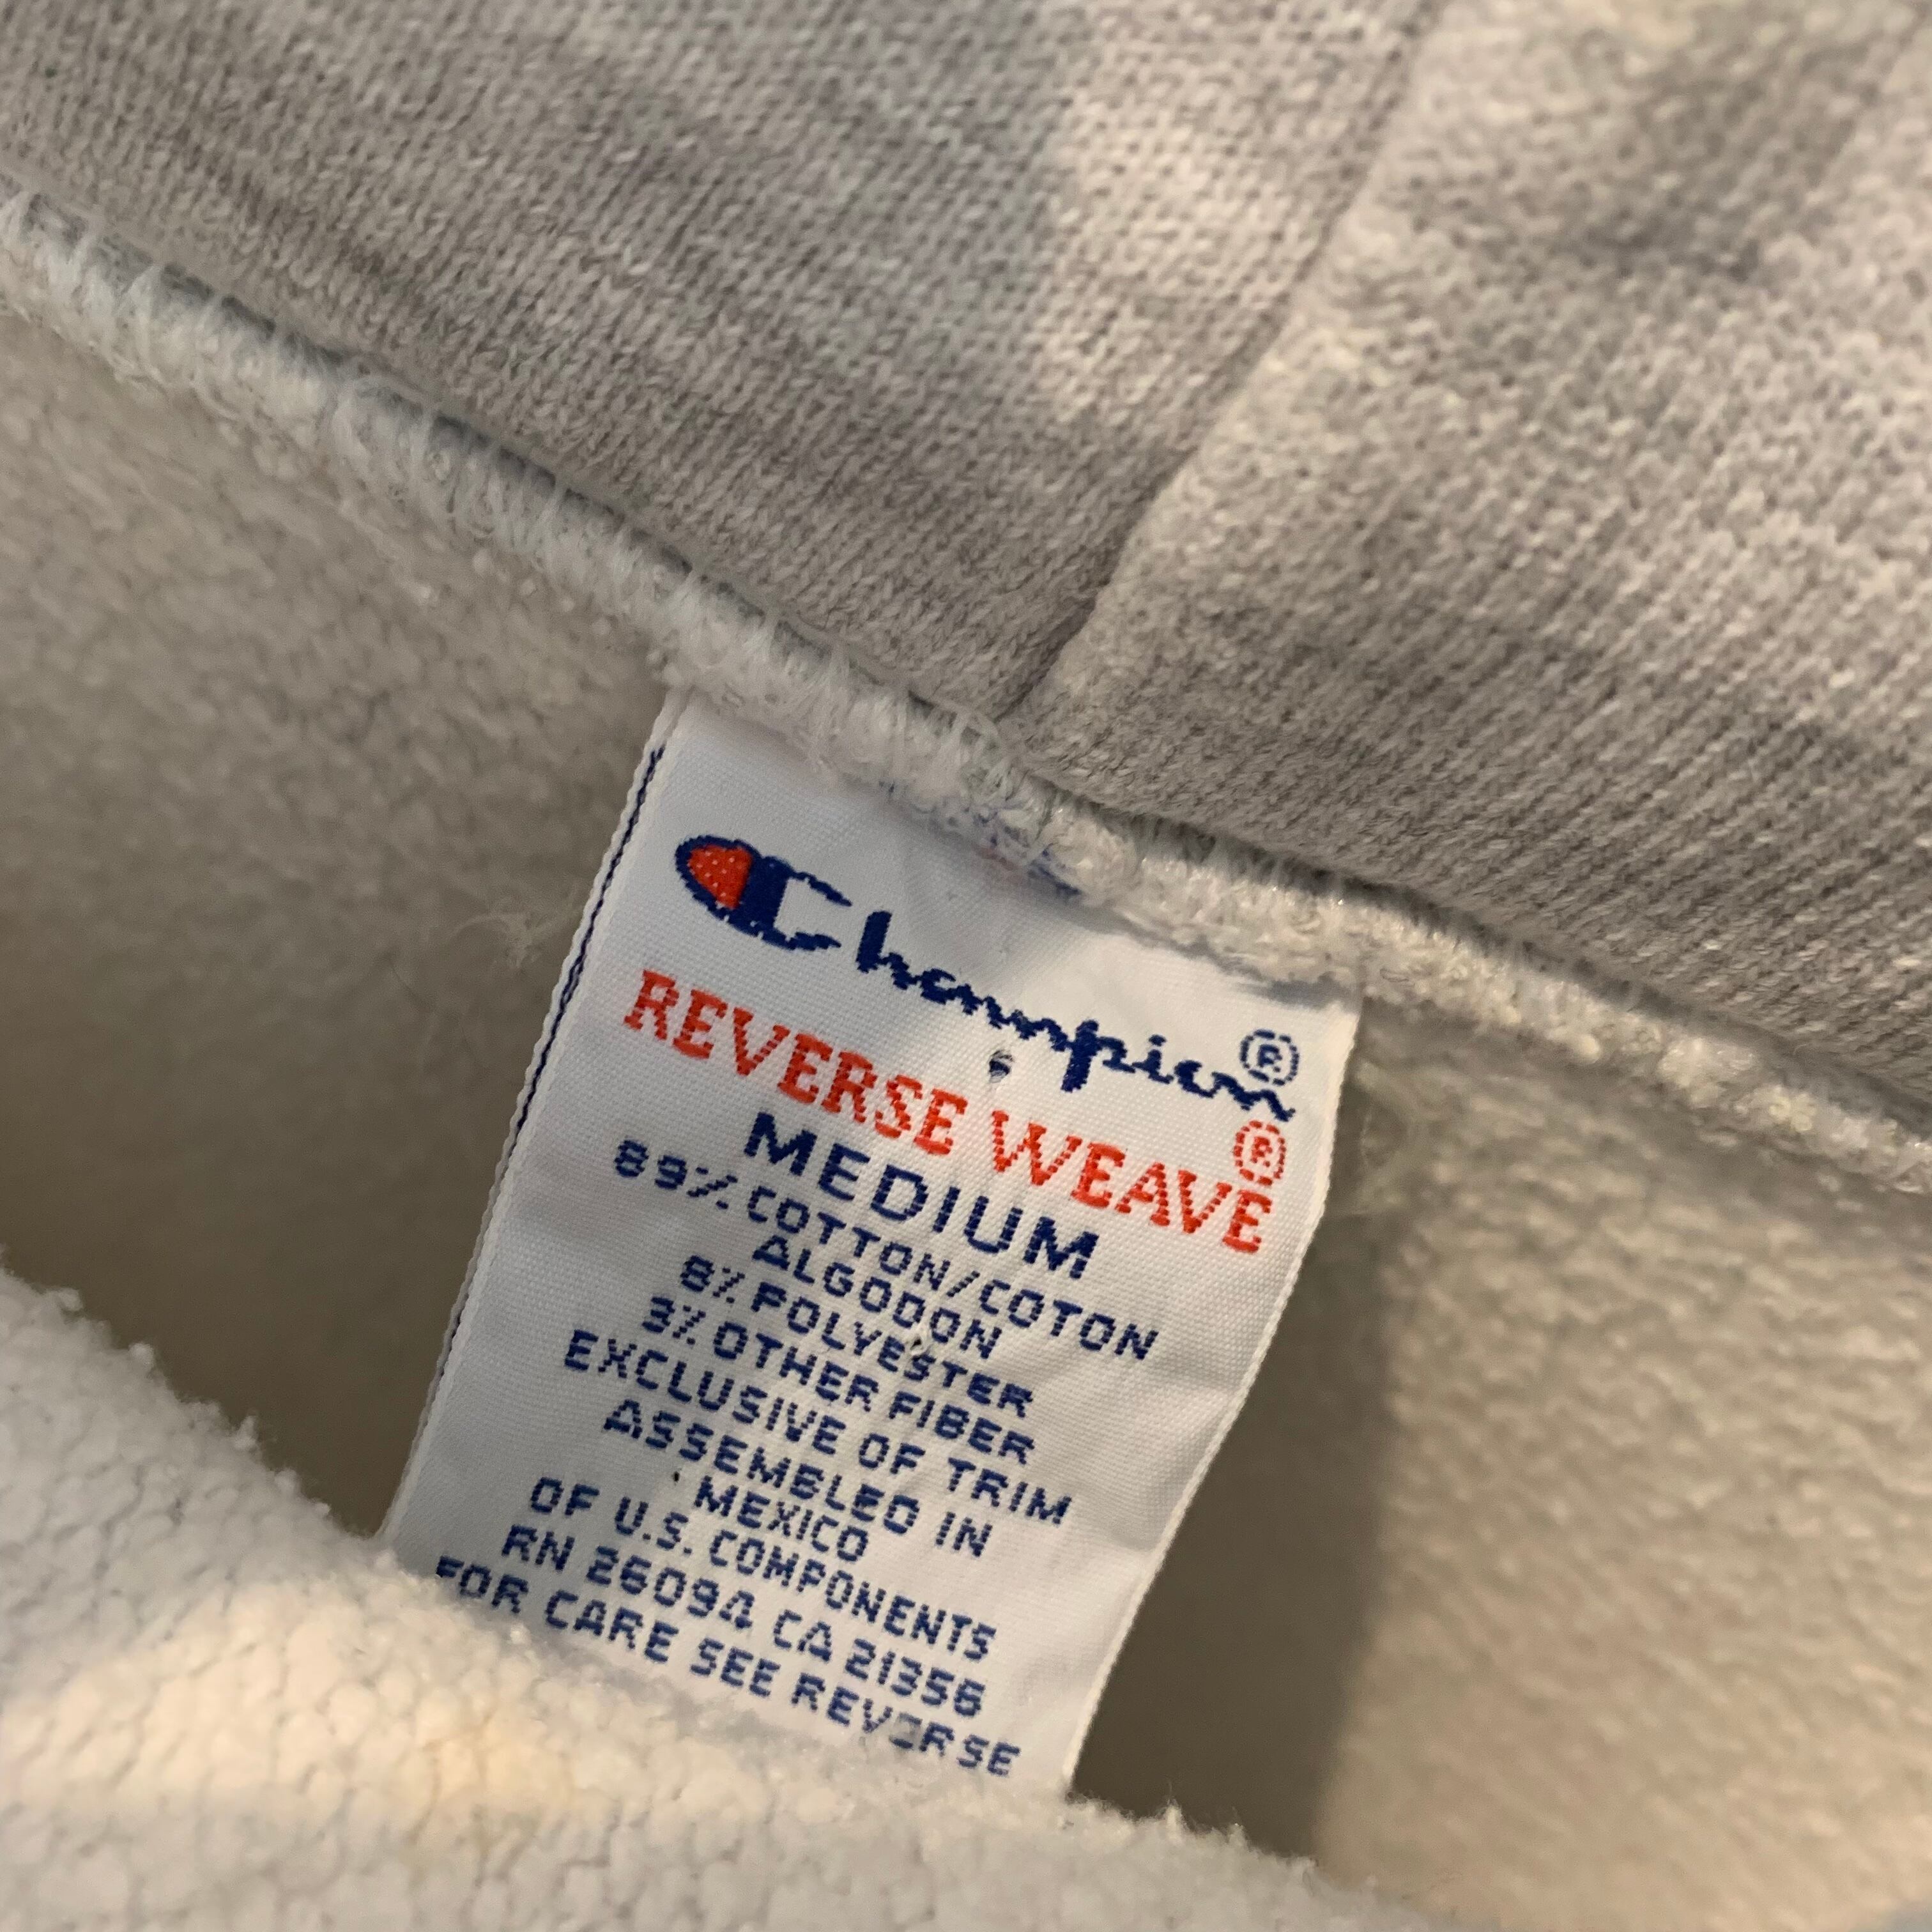 Champion®
REVERSE WEAVE®
MEDIUM
89% COTTON/COTON
ALGODON
8% POLYESTER
3% OTHER FIBER
EXCLUSIVE OF TRIM
ASSEMBLED IN
MEXICO
OF U.S. COMPONENTS
RN 26094 CA 21356
FOR CARE SEE REVERSE